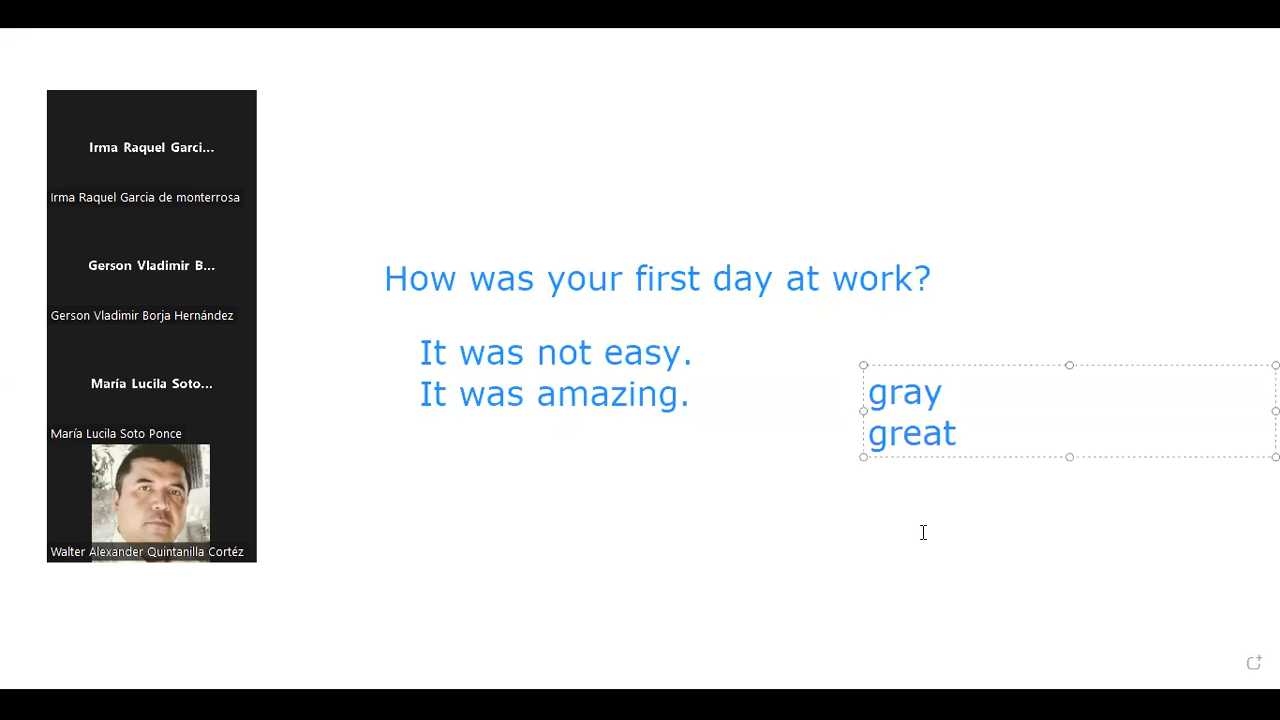 Irma Raquel Garci...
Irma Raquel Garcia de monterrosa
Gerson Vladimir B...
Gerson Vladimir Borja Hernández
María Lucila Soto...
María Lucila Soto Ponce
Walter Alexander Quintanilla Cortéz
How was your first day at work?
It was not easy.
It was amazing.
gray
great